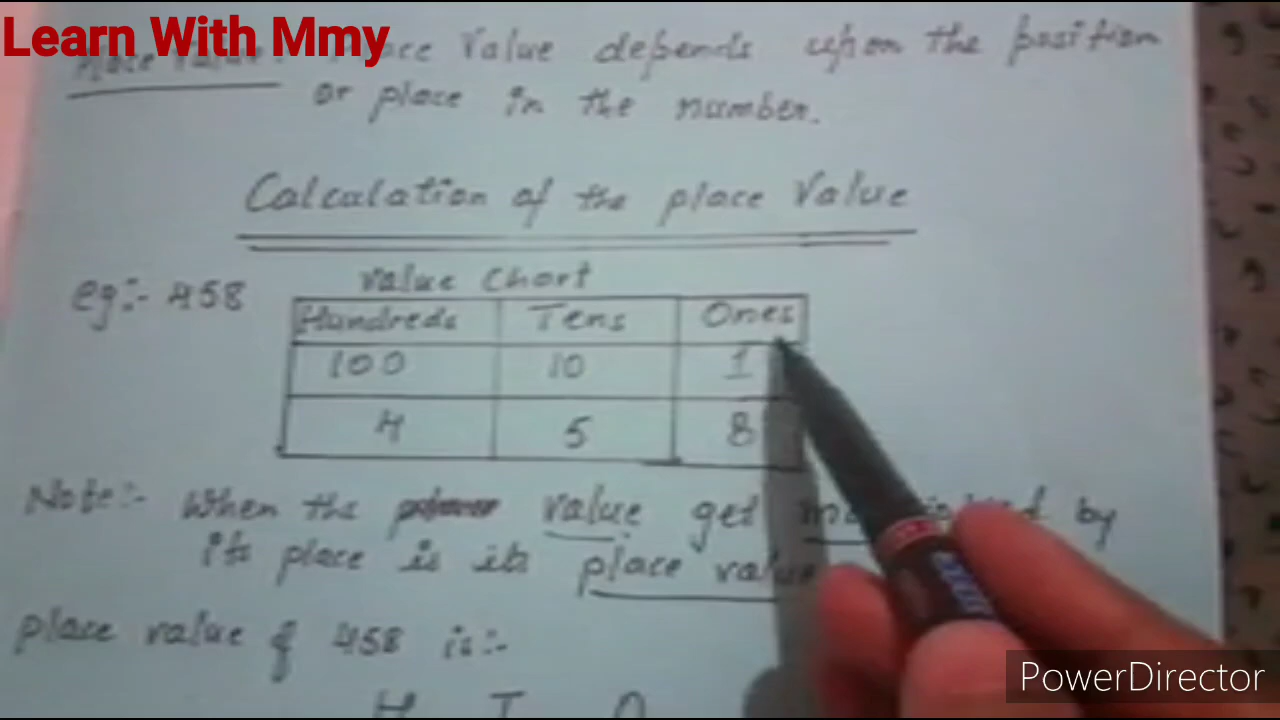 Learn With Mmy
Place Value depends upon the position
or place in the number.
Calculation of the place Value
eg:- 458
Value Chart
Hundreds Tens Ones
100 10 1
4 5 8
Note:- When the value get by
its place is its place value
place value of 458 is:-
H T O
PowerDirector